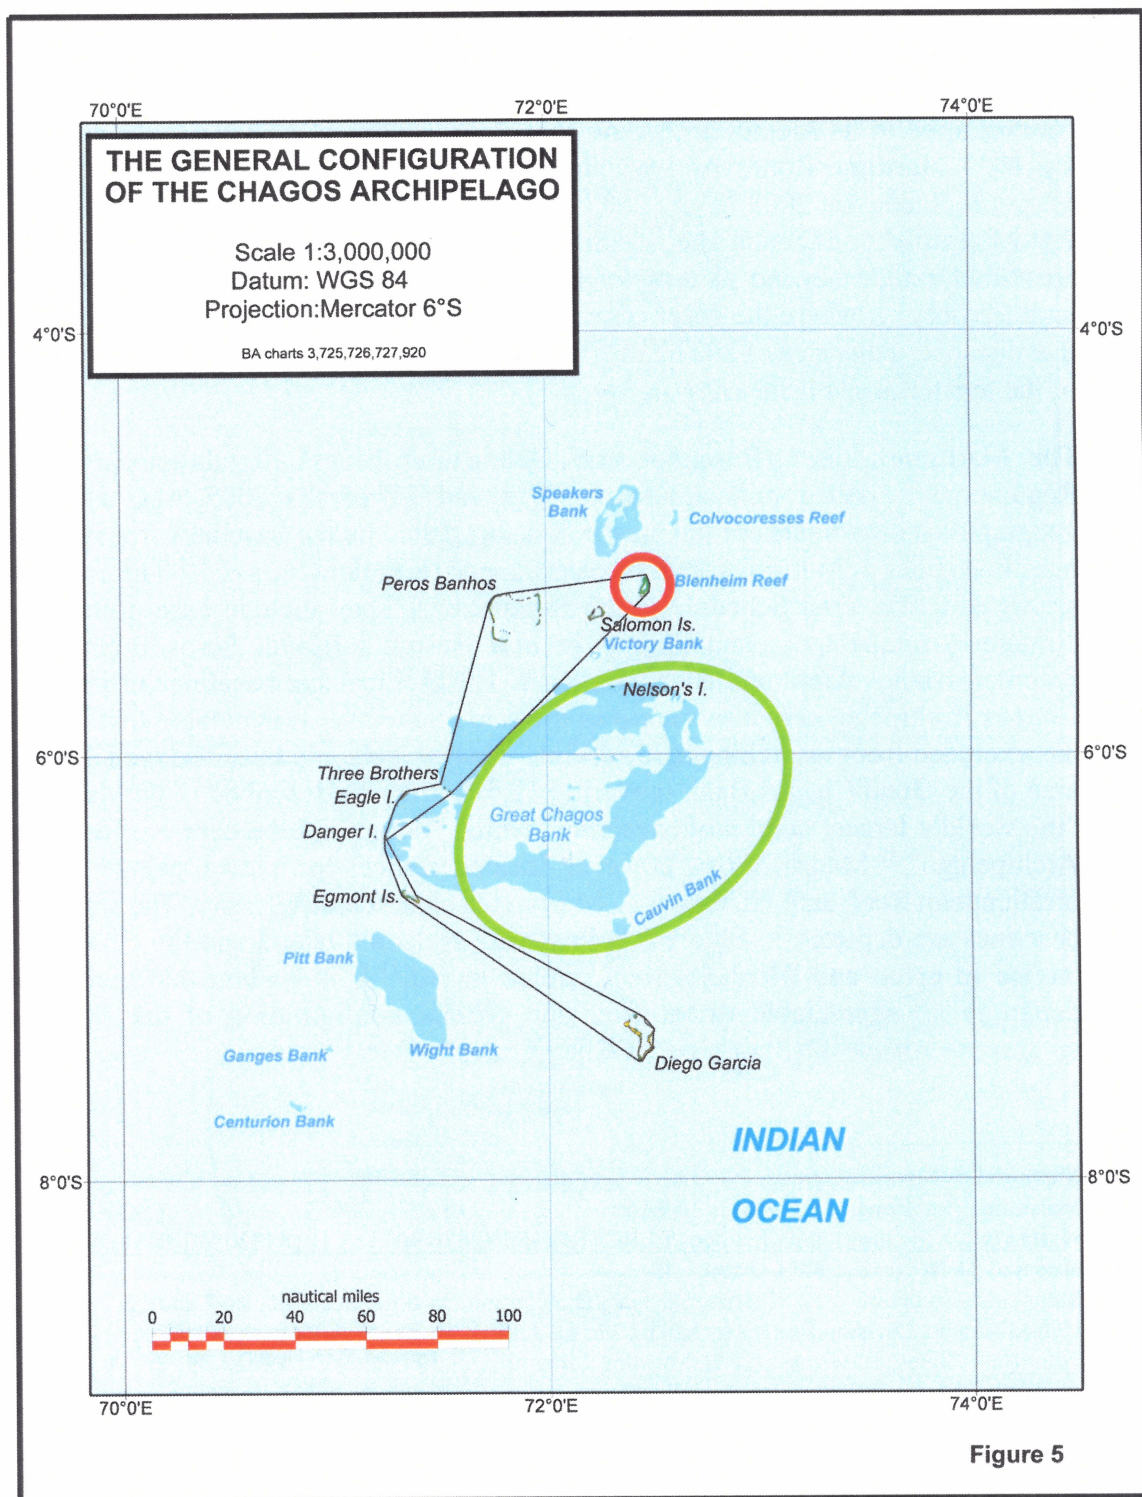 70°0'E 72°0'E 74°0'E
THE GENERAL CONFIGURATION
OF THE CHAGOS ARCHIPELAGO
Scale 1:3,000,000
Datum: WGS 84
Projection:Mercator 6°S
BA charts 3,725,726,727,920
4°0'S 4°0'S
Speakers
Bank
Colvocoresses Reef
Peros Banhos
Blenheim Reef
Salomon Is.
Victory Bank
Nelson's I.
6°0'S 6°0'S
Three Brothers
Eagle I.
Great Chagos
Bank
Danger I.
Egmont Is.
Cauvin Bank
Pitt Bank
Ganges Bank
Wight Bank
Diego Garcia
Centurion Bank
INDIAN
OCEAN
8°0'S 8°0'S
nautical miles
0 20 40 60 80 100
70°0'E 72°0'E 74°0'E
Figure 5